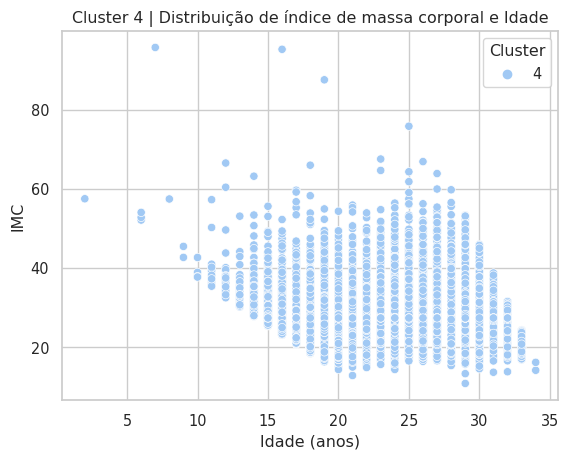 Cluster 4 | Distribuição de índice de massa corporal e Idade
Cluster
4
IMC
80
60
40
20
5 10 15 20 25 30 35
Idade (anos)